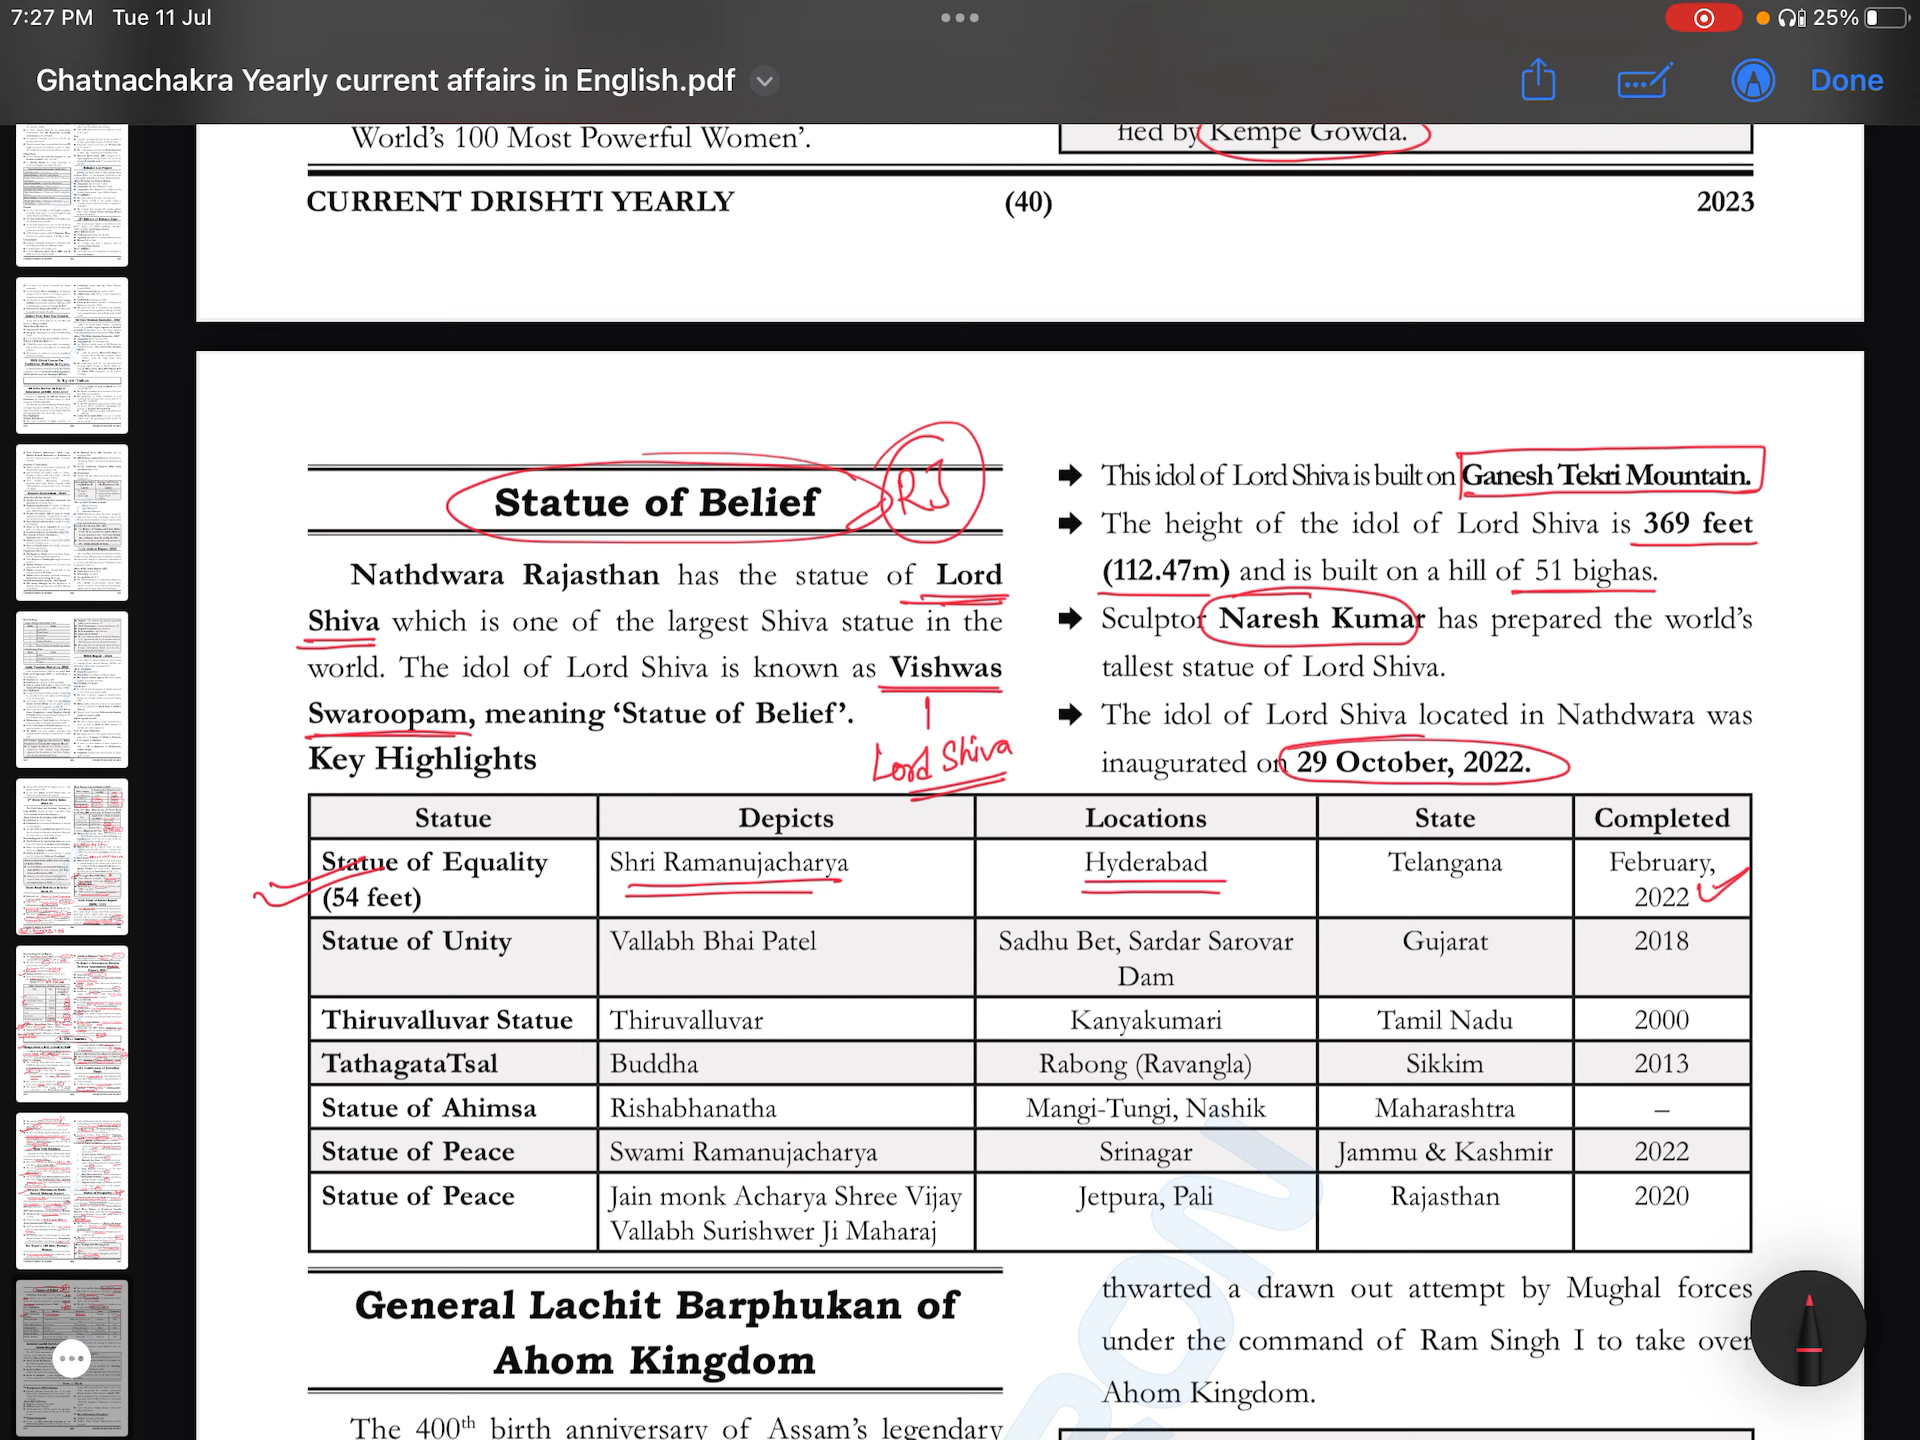 7:27 PM Tue 11 Jul
25%
Ghatnachakra Yearly current affairs in English.pdf
Done
World's 100 Most Powerful Women'.
fied by Kempe Gowda.
CURRENT DRISHTI YEARLY (40) 2023
Statue of Belief
RJ
Nathdwara Rajasthan has the statue of Lord
Shiva which is one of the largest Shiva statue in the
world. The idol of Lord Shiva is known as Vishwas
Swaroopam, meaning 'Statue of Belief'.
Lord Shiva
Key Highlights
This idol of Lord Shiva is built on Ganesh Tekri Mountain.
The height of the idol of Lord Shiva is 369 feet
(112.47m) and is built on a hill of 51 bighas.
Sculptor Naresh Kumar has prepared the world's
tallest statue of Lord Shiva.
The idol of Lord Shiva located in Nathdwara was
inaugurated on 29 October, 2022.
Statue Depicts Locations State Completed
Statue of Equality Shri Ramanujacharya Hyderabad Telangana February,
(54 feet) 2022
Statue of Unity Vallabh Bhai Patel Sadhu Bet, Sardar Sarovar Gujarat 2018
Dam
Thiruvalluvar Statue Thiruvalluvar Kanyakunari Tamil Nadu 2000
TathagataTsal Buddha Rabong (Ravangla) Sikkim 2013
Statue of Ahimsa Rishabhanatha Mangi-Tungi, Nashik Maharashtra –
Statue of Peace Swami Ramanujacharya Srinagar Jammu & Kashmir 2022
Statue of Peace Jain monk Acharya Shree Vijay Jetpura, Pali Rajasthan 2020
Vallabh Surishwer Ji Maharaj
General Lachit Barphukan of
Ahom Kingdom
The 400th birth anniversary of Assam's legendary
thwarted a drawn out attempt by Mughal forces
under the command of Ram Singh I to take over
Ahom Kingdom.